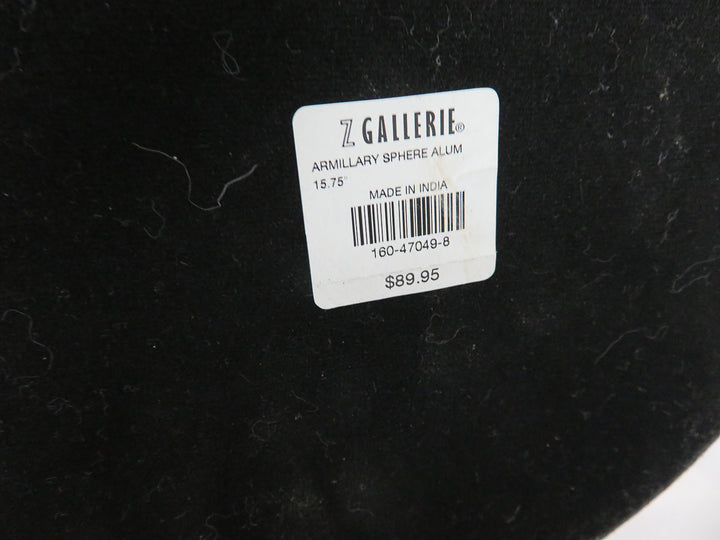 Z GALLERIE®
ARMILLARY SPHERE ALUM
15.75"
MADE IN INDIA
160-47049-8
$89.95